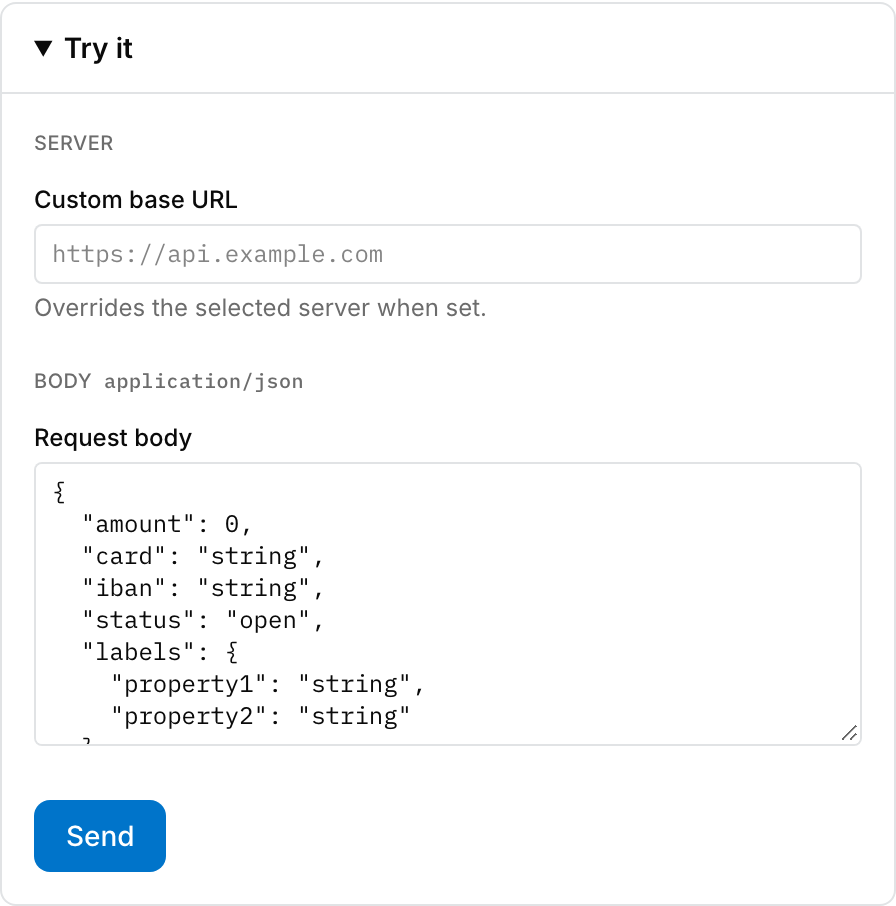 ▼ Try it
SERVER
Custom base URL
https://api.example.com
Overrides the selected server when set.
BODY application/json
Request body
{
  "amount": 0,
  "card": "string",
  "iban": "string",
  "status": "open",
  "labels": {
    "property1": "string",
    "property2": "string"
Send